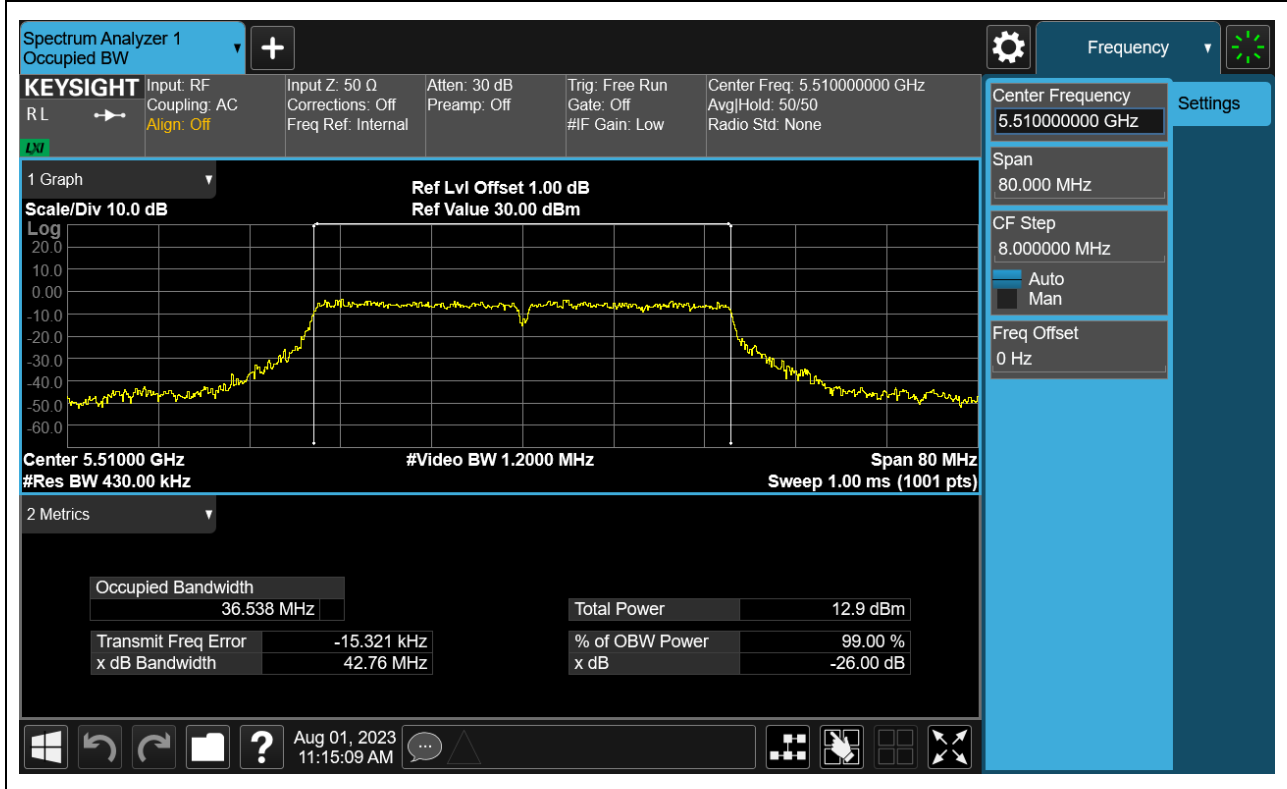 Spectrum Analyzer 1
Occupied BW
Frequency
KEYSIGHT
R L
LXI
Input: RF
Coupling: AC
Align: Off
Input Z: 50 Ω
Corrections: Off
Freq Ref: Internal
Atten: 30 dB
Preamp: Off
Trig: Free Run
Gate: Off
#IF Gain: Low
Center Freq: 5.510000000 GHz
Avg|Hold: 50/50
Radio Std: None
Center Frequency
5.510000000 GHz
Settings
Span
80.000 MHz
CF Step
8.000000 MHz
Auto
Man
Freq Offset
0 Hz
1 Graph
Scale/Div 10.0 dB
Ref Lvl Offset 1.00 dB
Ref Value 30.00 dBm
Log
20.0
10.0
0.00
-10.0
-20.0
-30.0
-40.0
-50.0
-60.0
Center 5.51000 GHz
#Video BW 1.2000 MHz
Span 80 MHz
#Res BW 430.00 kHz
Sweep 1.00 ms (1001 pts)
2 Metrics
Occupied Bandwidth
36.538 MHz
Total Power 12.9 dBm
Transmit Freq Error -15.321 kHz
% of OBW Power 99.00 %
x dB Bandwidth 42.76 MHz
x dB -26.00 dB
?
Aug 01, 2023
11:15:09 AM